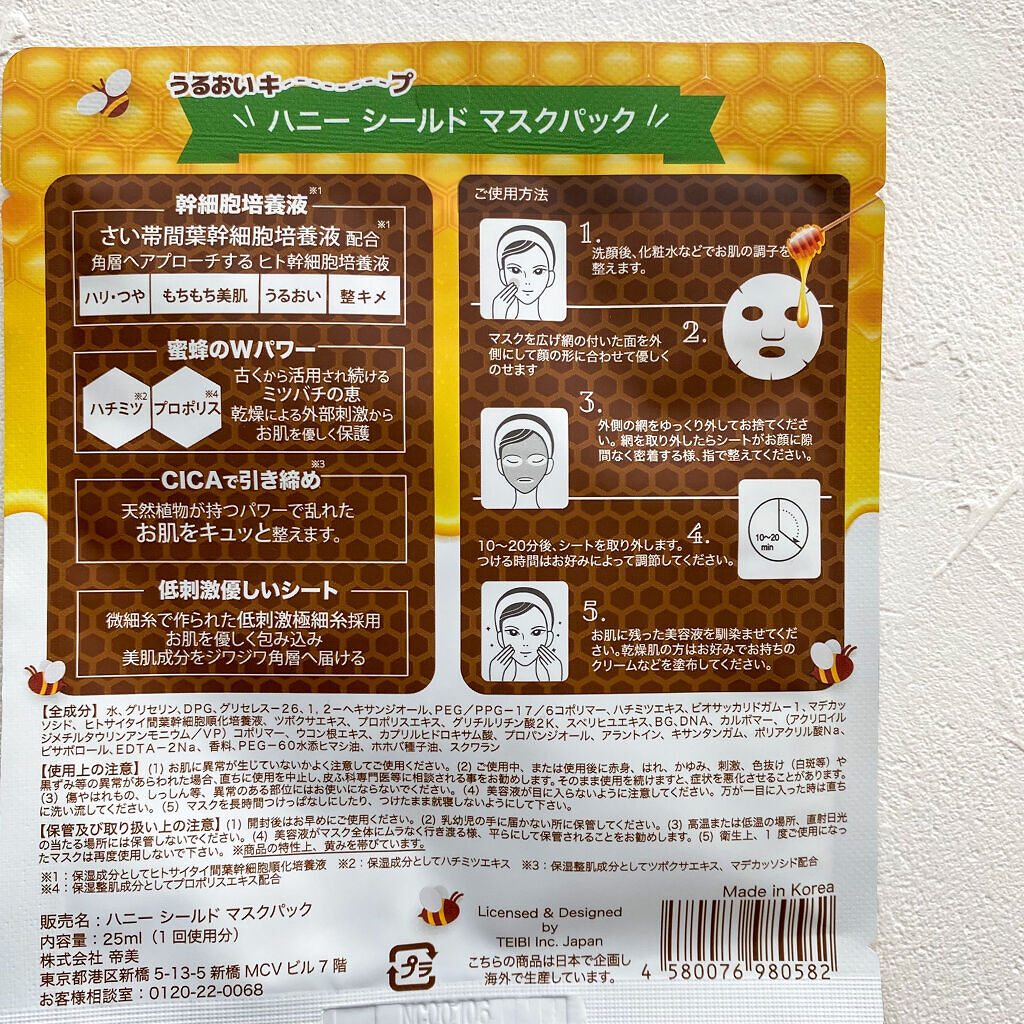 うるおいキープ
ハニー シールド マスクパック
幹細胞培養液※1
さい帯間葉幹細胞培養液 配合※1
角層へアプローチする ヒト幹細胞培養液
ハリ・つや もちもち美肌 うるおい 整キメ
蜜蜂のWパワー
ハチミツ※2 プロポリス※4
古くから活用され続ける
ミツバチの恵
乾燥による外部刺激から
お肌を優しく保護
CICAで引き締め※3
天然植物が持つパワーで乱れた
お肌をキュッと整えます。
低刺激優しいシート
微細糸で作られた低刺激極細糸採用
お肌を優しく包み込み
美肌成分をジワジワ角層へ届ける
ご使用方法
1.
洗顔後、化粧水などでお肌の調子を
整えます。
2.
マスクを広げ網の付いた面を外
側にして顔の形に合わせて優しく
のせます
3.
外側の網をゆっくり外してお捨てくださ
い。網を取り外したらシートがお顔に隙
間なく密着する様、指で整えてください。
4.
10〜20分後、シートを取り外します。
つける時間はお好みによって調節してください。
10〜20
min
5.
お肌に残った美容液を馴染ませてくだ
さい。乾燥肌の方はお好みでお持ちの
クリームなどを塗布してください。
【全成分】水、グリセリン、DPG、グリセレス-26、1,2-ヘキサンジオール、PEG/PPG-17/6コポリマー、ハチミツエキス、ビオサッカリドガム-1、マデカッ
ソシド、ヒトサイタイ間葉幹細胞順化培養液、ツボクサエキス、プロポリスエキス、グリチルリチン酸2K、スベリヒユエキス、BG、DNA、カルボマー、(アクリロイル
ジメチルタウリンアンモニウム/VP)コポリマー、ウコン根エキス、カプリルヒドロキサム酸、プロパンジオール、アラントイン、キサンタンガム、ポリアクリル酸Na、
ビサボロール、EDTA-2Na、香料、PEG-60水添ヒマシ油、ホホバ種子油、スクワラン
【使用上の注意】(1)お肌に異常が生じていないかよく注意してご使用ください。(2)ご使用中、または使用後に赤身、はれ、かゆみ、刺激、色抜け(白斑等)や
黒ずみ等の異常があらわれた場合、直ちに使用を中止し、皮ふ科専門医等に相談される事をお勧めします。そのまま使用を続けますと、症状を悪化させることがあります。
(3)傷やはれもの、しっしん等、異常のある部位にはお使いにならないでください。(4)美容液が目に入らないように注意してください。万が一目に入った時は直ち
に洗い流してください。(5)マスクを長時間つけっぱなしにしたり、つけたまま就寝しないようにして下さい。
【保管及び取り扱い上の注意】(1)開封後はお早めにご使用ください。(2)乳幼児の手に届かない所に保管してください。(3)高温または低温の場所、直射日光
の当たる場所には保管しないでください。(4)美容液がマスク全体にムラなく行き渡る様、平らにして保管されることをお勧めします。(5)衛生上、1度ご使用になっ
たマスクは再度使用しないで下さい。※商品の特性上、黄みを帯びています。
※1:保湿成分としてヒトサイタイ間葉幹細胞順化培養液 ※2:保湿成分としてハチミツエキス ※3:保湿整肌成分としてツボクサエキス、マデカッソシド配合
※4:保湿整肌成分としてプロポリスエキス配合
販売名:ハニー シールド マスクパック
内容量:25ml(1回使用分)
株式会社 帝美
東京都港区新橋 5-13-5 新橋 MCV ビル 7 階
お客様相談室:0120-22-0068
プラ
Licensed & Designed
by
TEIBI Inc. Japan
こちらの商品は日本で企画し
海外で生産しています。
Made in Korea
4 580076 980582